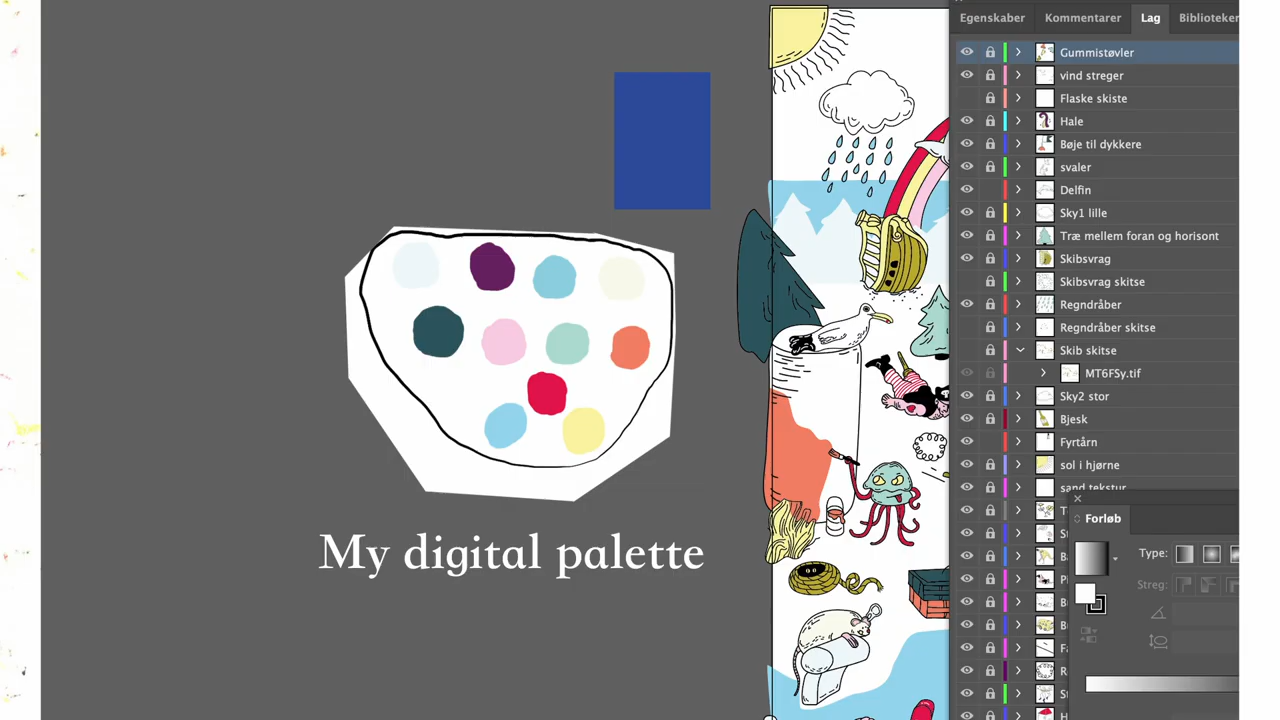 Egenskaber Kommentarer Lag Biblioteker
Gummistøvler
vind streger
Flaske skiste
Hale
Bøje til dykkere
svaler
Delfin
Sky1 lille
Træ mellem foran og horisont
Skibsvrag
Skibsvrag skitse
Regndråber
Regndråber skitse
Skib skitse
MT6FSy.tif
Sky2 stor
Bjesk
Fyrtårn
sol i hjørne
sand tekstur
Forløb
Type:
Streg:
My digital palette